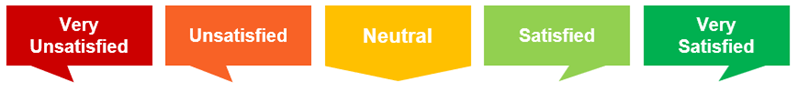 Very
Unsatisfied
Unsatisfied
Neutral
Satisfied
Very
Satisfied